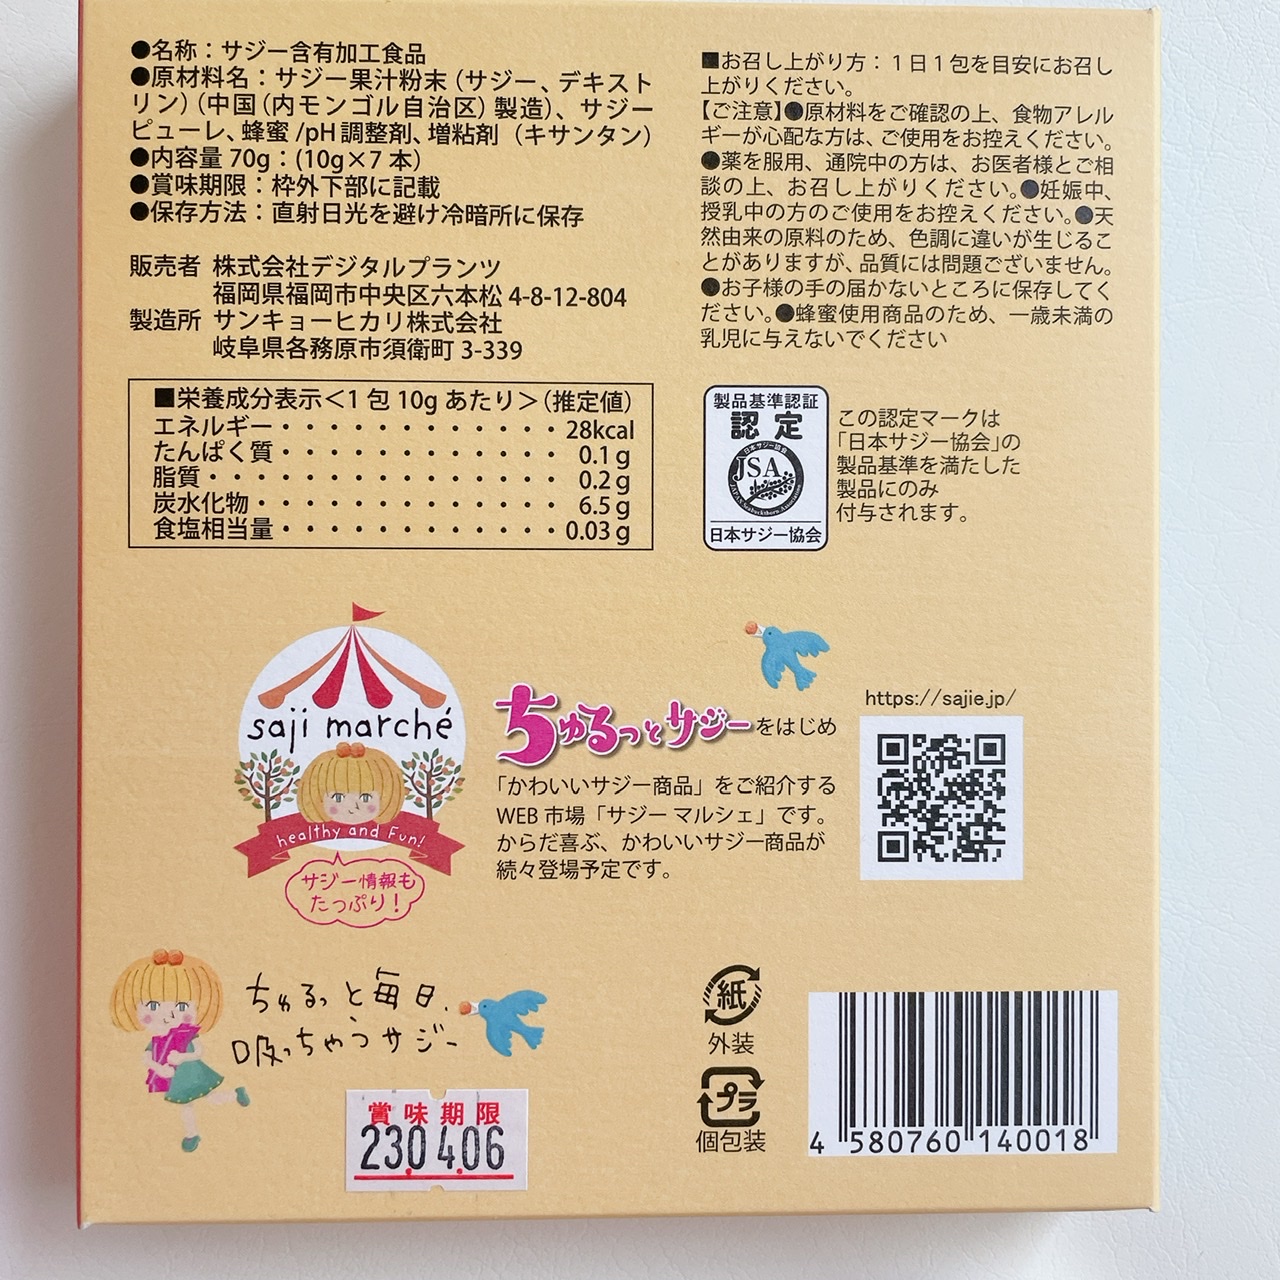 ●名称：サジー含有加工食品
●原材料名：サジー果汁粉末（サジー、デキスト
リン）（中国（内モンゴル自治区）製造）、サジー
ピューレ、蜂蜜/pH調整剤、増粘剤（キサンタン）
●内容量70g：(10g×7本）
●賞味期限：枠外下部に記載
●保存方法：直射日光を避け冷暗所に保存
販売者 株式会社デジタルプランツ
福岡県福岡市中央区六本松4-8-12-804
製造所 サンキョーヒカリ株式会社
岐阜県各務原市須衛町3-339
■栄養成分表示＜1包10gあたり＞（推定値）
エネルギー・・・・・・・・・・・・28kcal
たんぱく質・・・・・・・・・・・・0.1g
脂質・・・・・・・・・・・・・・・0.2g
炭水化物・・・・・・・・・・・・・6.5g
食塩相当量・・・・・・・・・・・・0.03g
■お召し上がり方：1日1包を目安にお召し
上がりください。
【ご注意】●原材料をご確認の上、食物アレル
ギーが心配な方は、ご使用をお控えください。
●薬を服用、通院中の方は、お医者様とご相
談の上、お召し上がりください。●妊娠中、
授乳中の方のご使用をお控えください。●天
然由来の原料のため、色調に違いが生じるこ
とがありますが、品質には問題ございません。
●お子様の手の届かないところに保存してく
ださい。●蜂蜜使用商品のため、一歳未満の
乳児に与えないでください
製品基準認証
認定
日本サジー協会
JSA
JAPAN Seabuckthorn Association
日本サジー協会
この認定マークは
「日本サジー協会」の
製品基準を満たした
製品にのみ
付与されます。
saji marché
healthy and Fun!
サジー情報も
たっぷり！
ちゅるっとサジーをはじめ
「かわいいサジー商品」をご紹介する
WEB市場「サジーマルシェ」です。
からだ喜ぶ、かわいいサジー商品が
続々登場予定です。
https://sajie.jp/
ちゅるっと毎日、
吸っちゃうサジー
賞味期限
230406
紙
外装
プラ
個包装
4 580760 140018